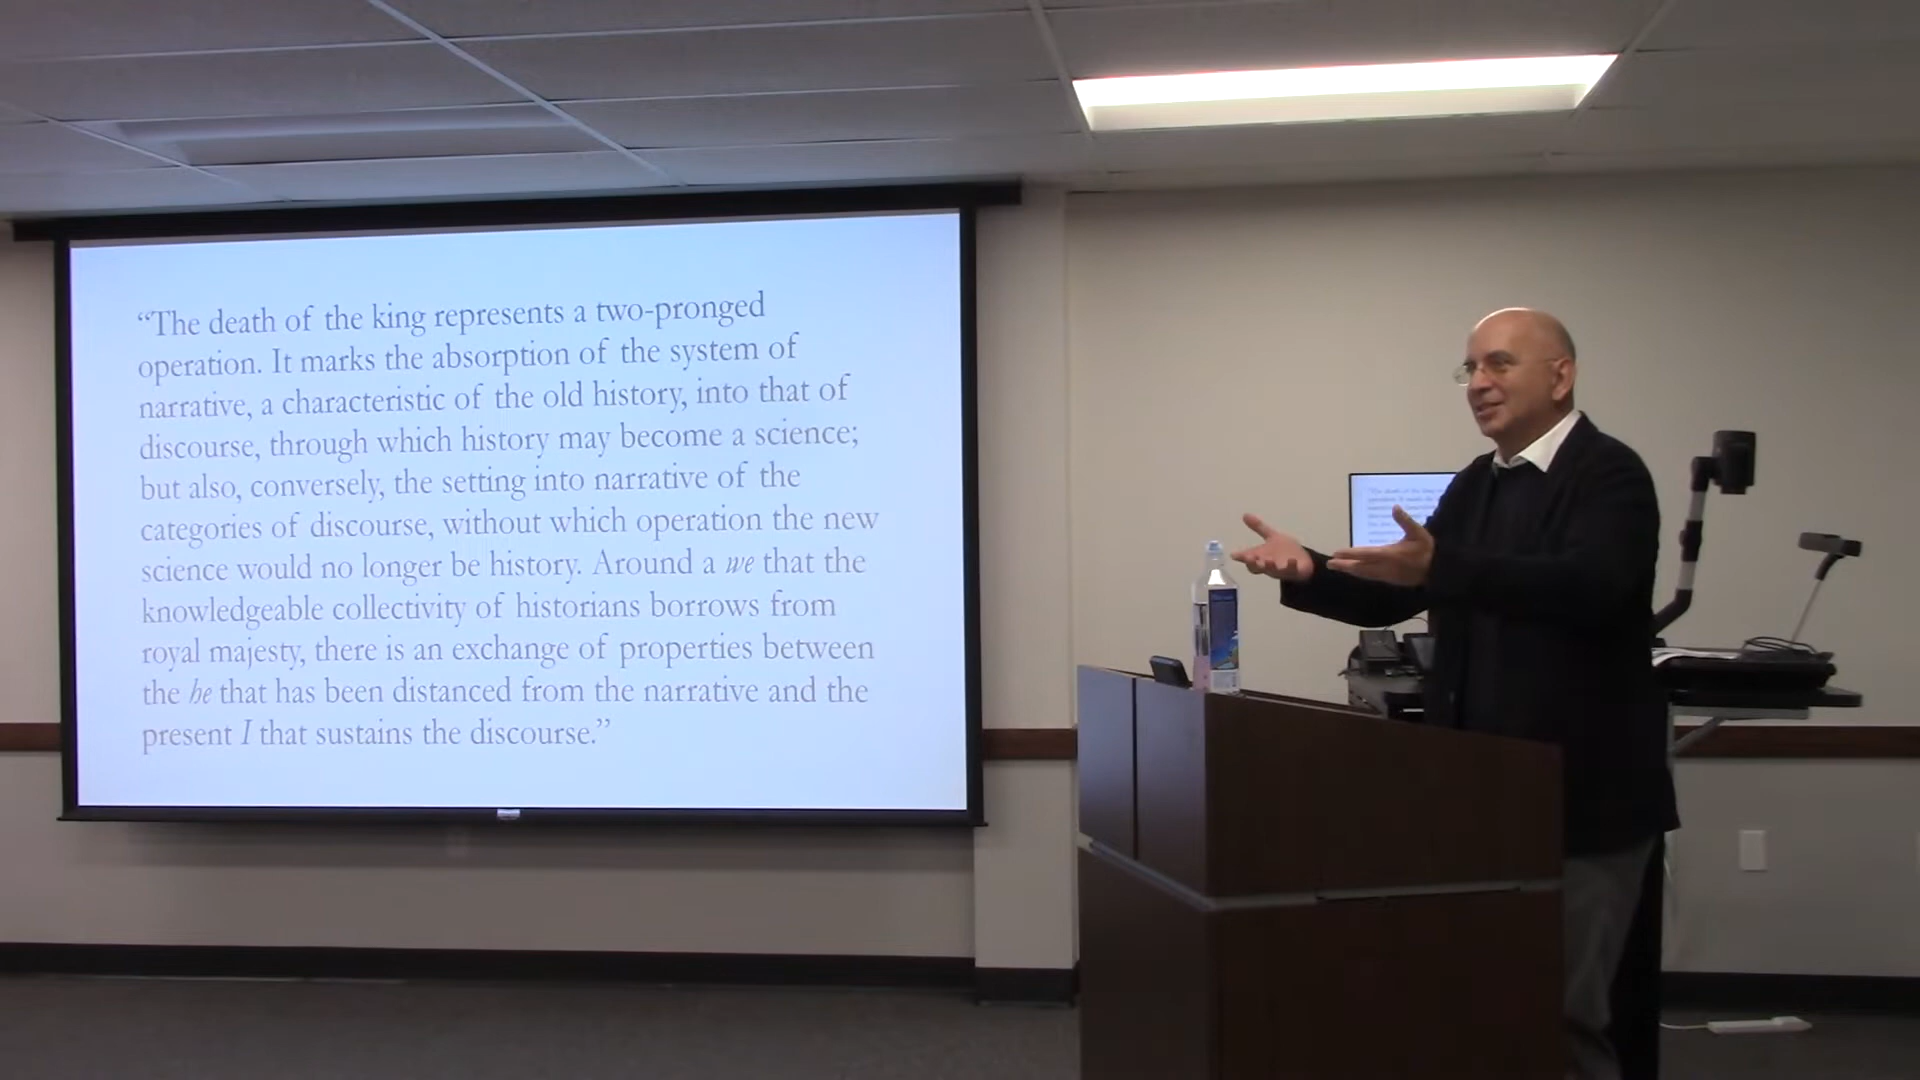 “The death of the king represents a two-pronged
operation. It marks the absorption of the system of
narrative, a characteristic of the old history, into that of
discourse, through which history may become a science;
but also, conversely, the setting into narrative of the
categories of discourse, without which operation the new
science would no longer be history. Around a we that the
knowledgeable collectivity of historians borrows from
royal majesty, there is an exchange of properties between
the he that has been distanced from the narrative and the
present I that sustains the discourse.”